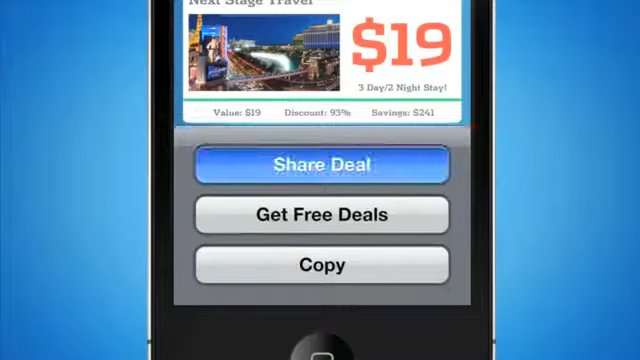 Next Stage Travel
$19
3 Day/2 Night Stay!
Value: $19 Discount: 93% Savings: $241
Share Deal
Get Free Deals
Copy